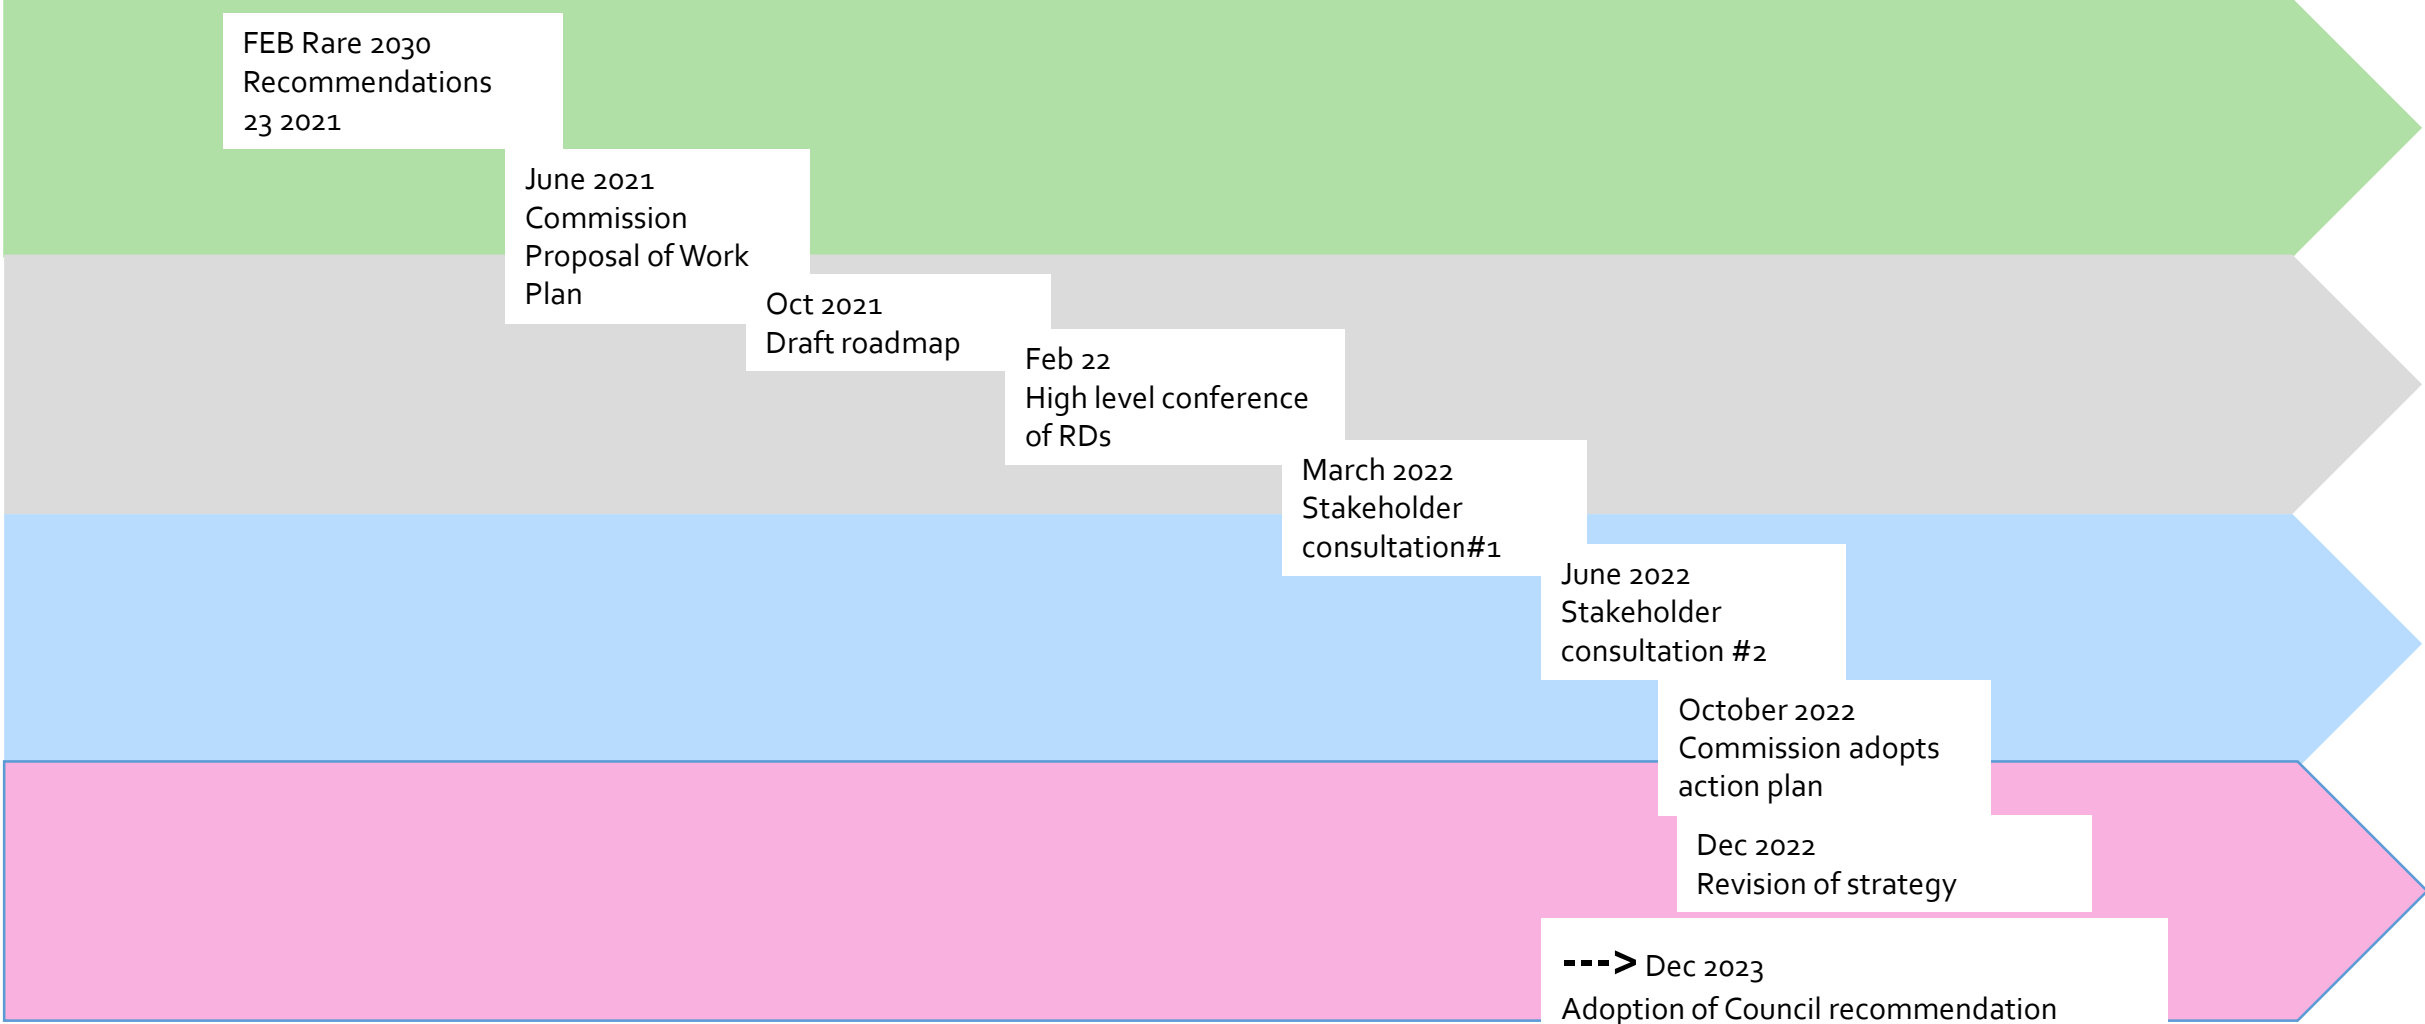 FEB Rare 2030
Recommendations
23 2021
June 2021
Commission
Proposal of Work
Plan
Oct 2021
Draft roadmap
Feb 22
High level conference
of RDs
March 2022
Stakeholder
consultation#1
June 2022
Stakeholder
consultation #2
October 2022
Commission adopts
action plan
Dec 2022
Revision of strategy
---> Dec 2023
Adoption of Council recommendation